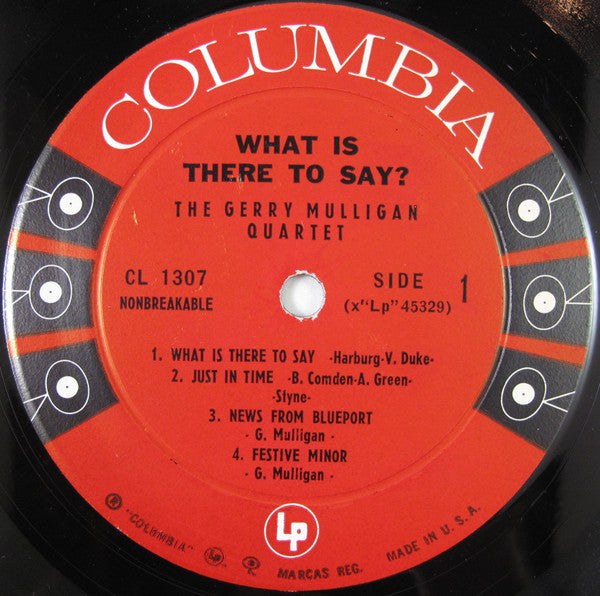 COLUMBIA
WHAT IS
THERE TO SAY?
THE GERRY MULLIGAN
QUARTET
CL 1307
NONBREAKABLE
SIDE 1
(x"Lp" 45329)
1. WHAT IS THERE TO SAY -Harburg-V. Duke-
2. JUST IN TIME -B. Comden-A. Green-
-Styne-
3. NEWS FROM BLUEPORT
- G. Mulligan -
4. FESTIVE MINOR
- G. Mulligan -
® "COLUMBIA" MARCAS REG. MADE IN U.S.A.
Lp